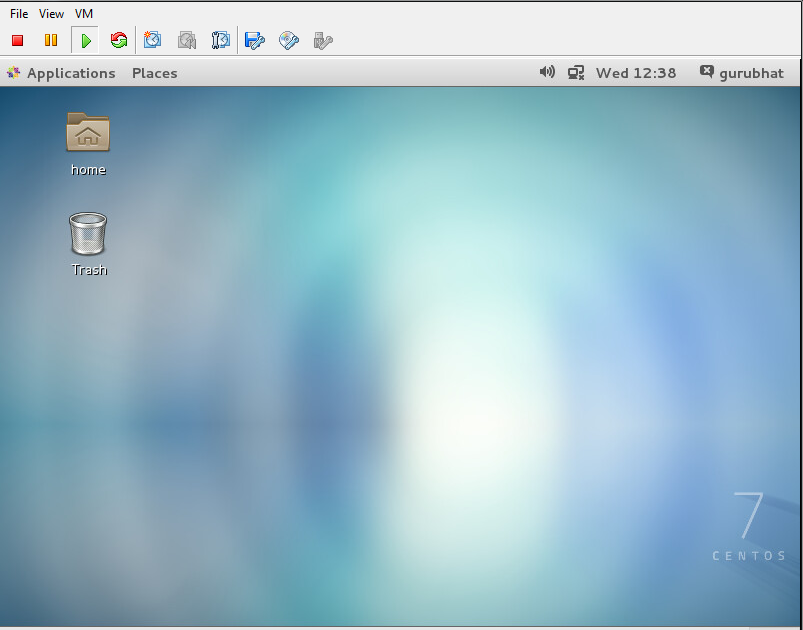 File View VM
Applications Places Wed 12:38 gurubhat
home
Trash
7
CENTOS